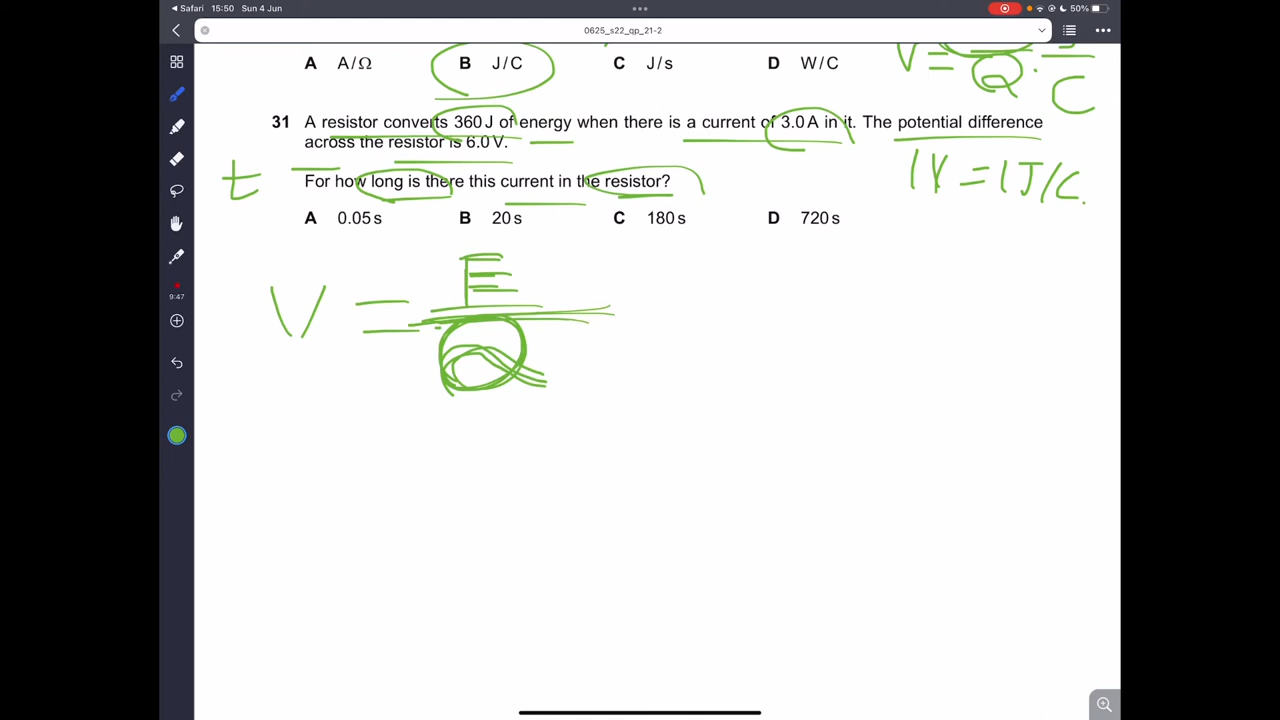 Safari 15:50 Sun 4 Jun 50%
0625_s22_qp_21-2
A A/Ω B J/C C J/s D W/C
V = Q . C
31 A resistor converts 360 J of energy when there is a current of 3.0 A in it. The potential difference
across the resistor is 6.0 V.
1V = 1J/C.
t For how long is there this current in the resistor?
A 0.05 s B 20 s C 180 s D 720 s
V = E
Q
9:47